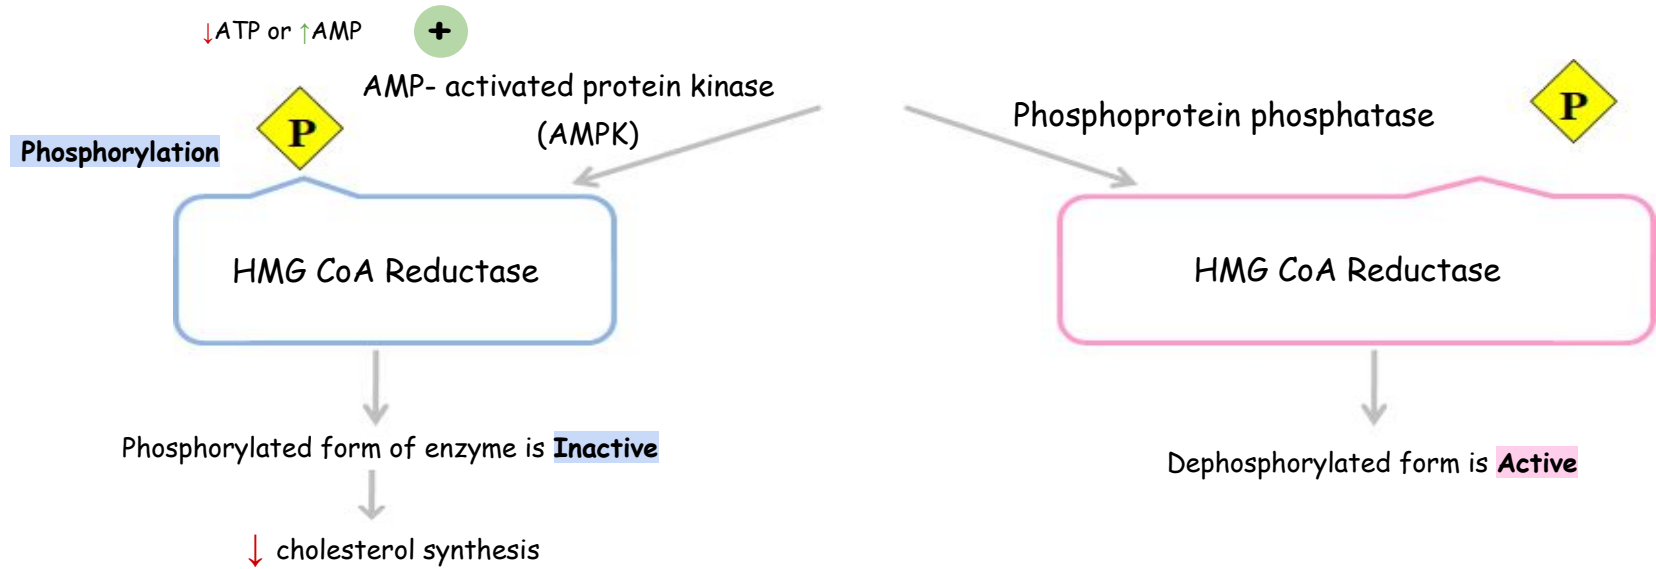 ↓ATP or ↑AMP
+
AMP- activated protein kinase
(AMPK)
P
Phosphorylation
HMG CoA Reductase
Phosphorylated form of enzyme is Inactive
↓ cholesterol synthesis
Phosphoprotein phosphatase
P
HMG CoA Reductase
Dephosphorylated form is Active